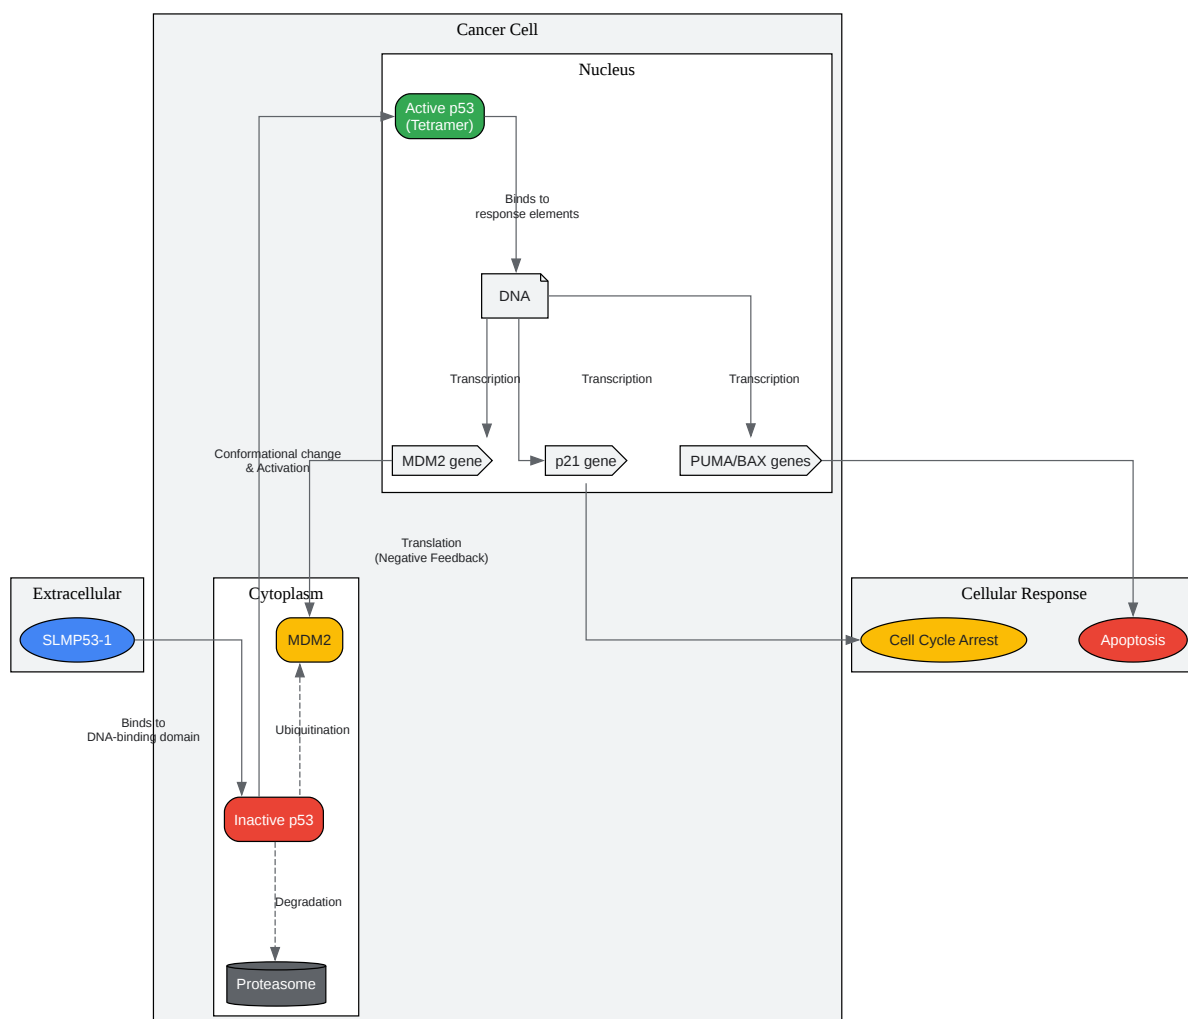 Cancer Cell
Nucleus
Active p53
(Tetramer)
Binds to
response elements
DNA
Transcription
Transcription
Transcription
Conformational change
& Activation
MDM2 gene
p21 gene
PUMA/BAX genes
Translation
(Negative Feedback)
Extracellular
SLMP53-1
Cytoplasm
MDM2
Cellular Response
Cell Cycle Arrest
Apoptosis
Binds to
DNA-binding domain
Ubiquitination
Inactive p53
Degradation
Proteasome